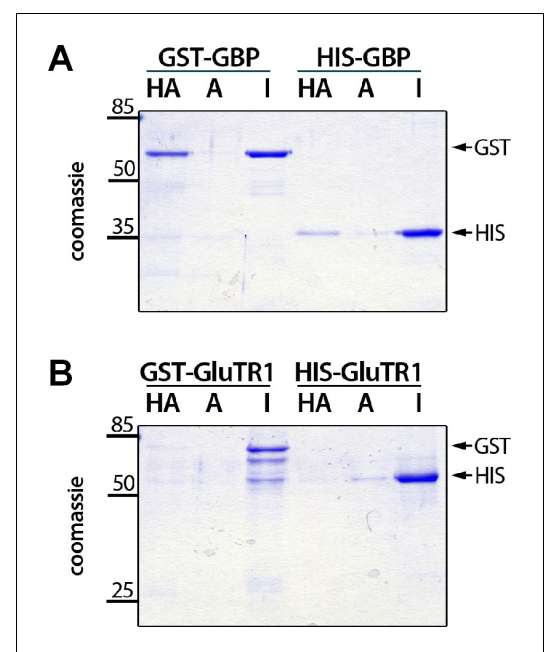 A
GST-GBP HIS-GBP
HA A I HA A I
85
50
35
coomassie
GST
HIS
B
GST-GluTR1 HIS-GluTR1
HA A I HA A I
85
50
25
coomassie
GST
HIS